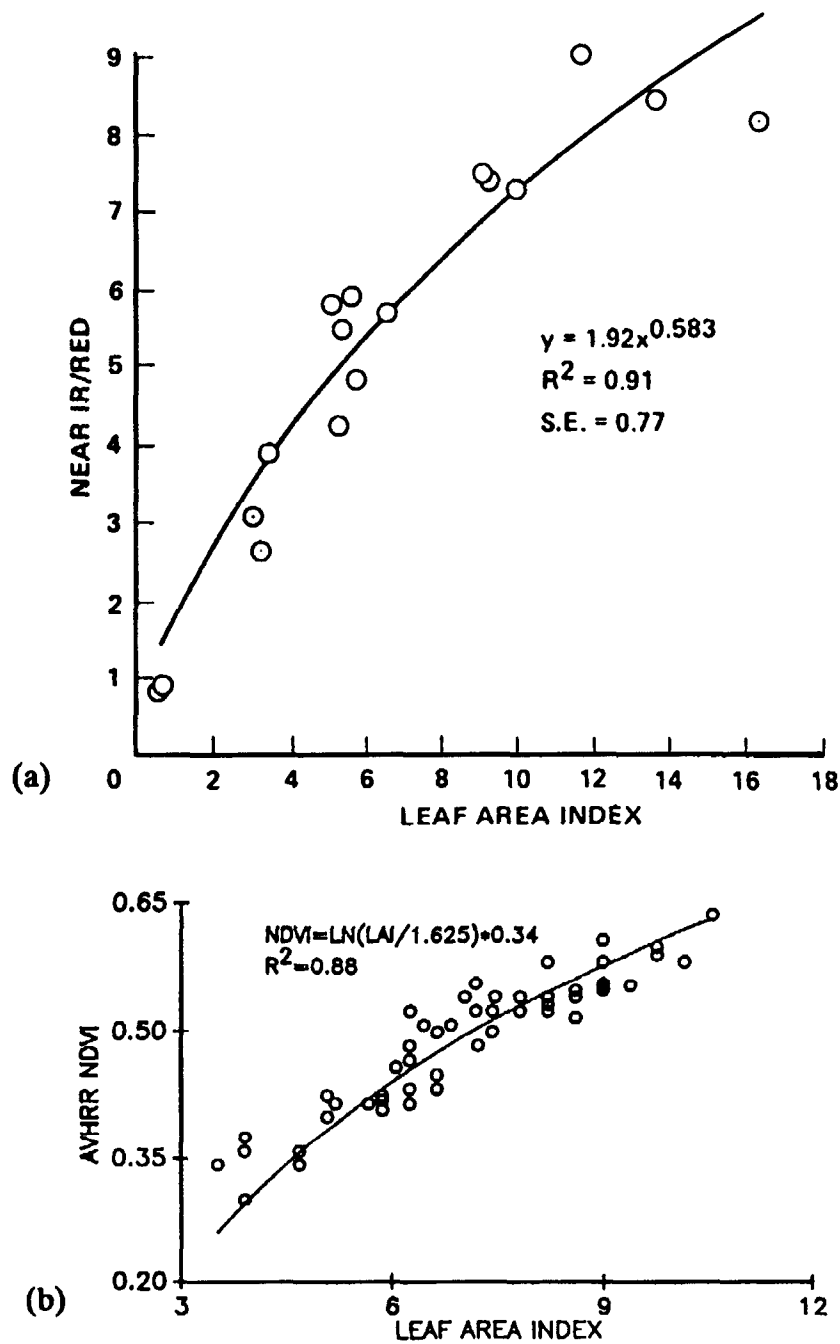 9
8
7
6
5
4
3
2
1
NEAR IR/RED
y = 1.92x^0.583
R² = 0.91
S.E. = 0.77
(a)
0 2 4 6 8 10 12 14 16 18
LEAF AREA INDEX
0.65
0.50
0.35
0.20
AVHRR NDVI
NDVI=LN(LAI/1.625)*0.34
R²=0.88
(b)
3 6 9 12
LEAF AREA INDEX